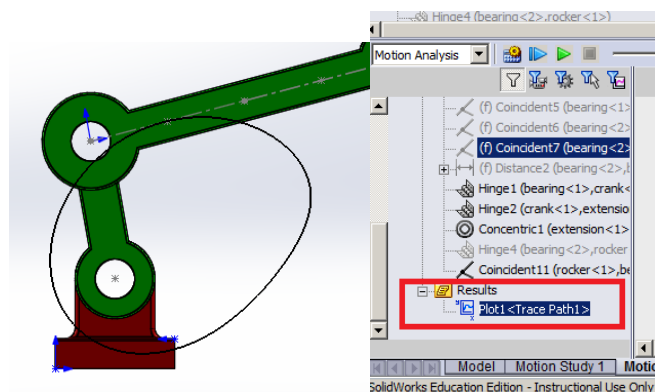 Hinge4 (bearing<2>,rocker<1>)
Motion Analysis
(f) Coincident5 (bearing<1>
(f) Coincident6 (bearing<2>
(f) Coincident7 (bearing<2>
(f) Distance2 (bearing<2>,b
Hinge1 (bearing<1>,crank<
Hinge2 (crank<1>,extensio
Concentric1 (extension<1>
Hinge4 (bearing<2>,rocker
Coincident11 (rocker<1>,be
Results
Plot1<Trace Path1>
Model Motion Study 1 Motio
SolidWorks Education Edition - Instructional Use Only